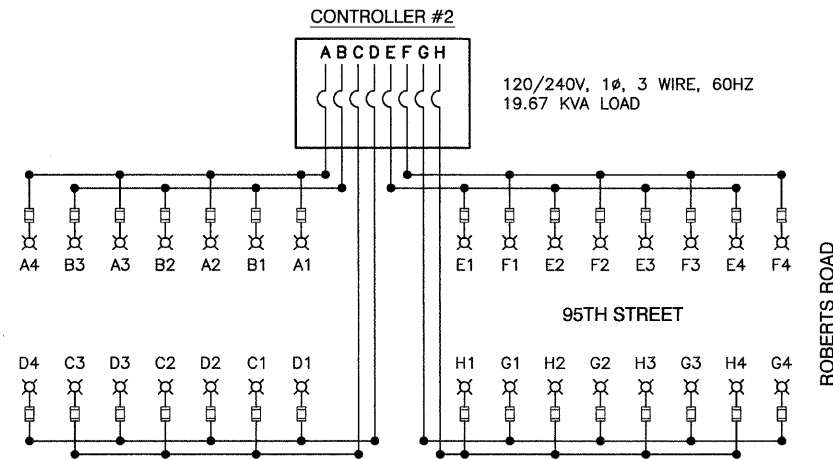 CONTROLLER #2
A B C D E F G H
120/240V, 1ø, 3 WIRE, 60HZ
19.67 KVA LOAD
A4 B3 A3 B2 A2 B1 A1
E1 F1 E2 F2 E3 F3 E4 F4
95TH STREET
ROBERTS ROAD
D4 C3 D3 C2 D2 C1 D1
H1 G1 H2 G2 H3 G3 H4 G4